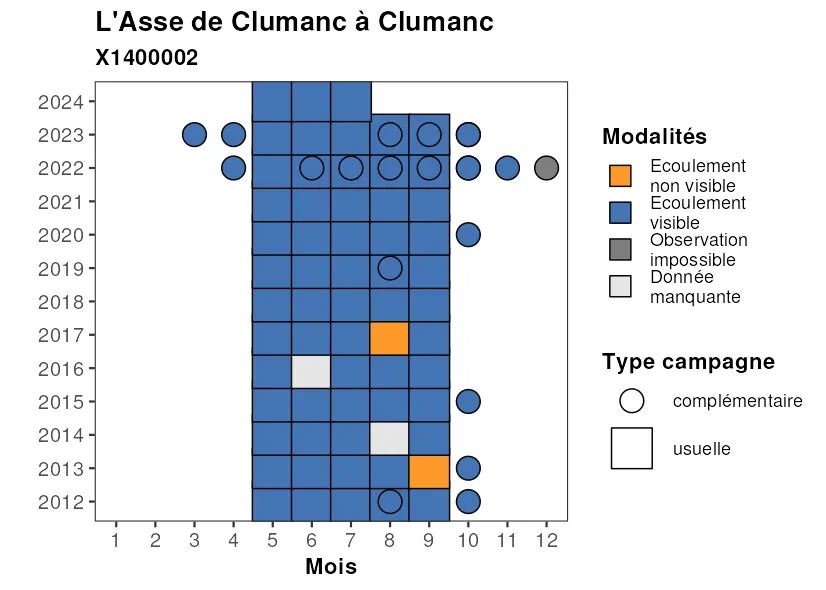 L'Asse de Clumanc à Clumanc
X1400002
2024
2023
2022
2021
2020
2019
2018
2017
2016
2015
2014
2013
2012
1 2 3 4 5 6 7 8 9 10 11 12
Mois
Modalités
Ecoulement
non visible
Ecoulement
visible
Observation
impossible
Donnée
manquante
Type campagne
complémentaire
usuelle